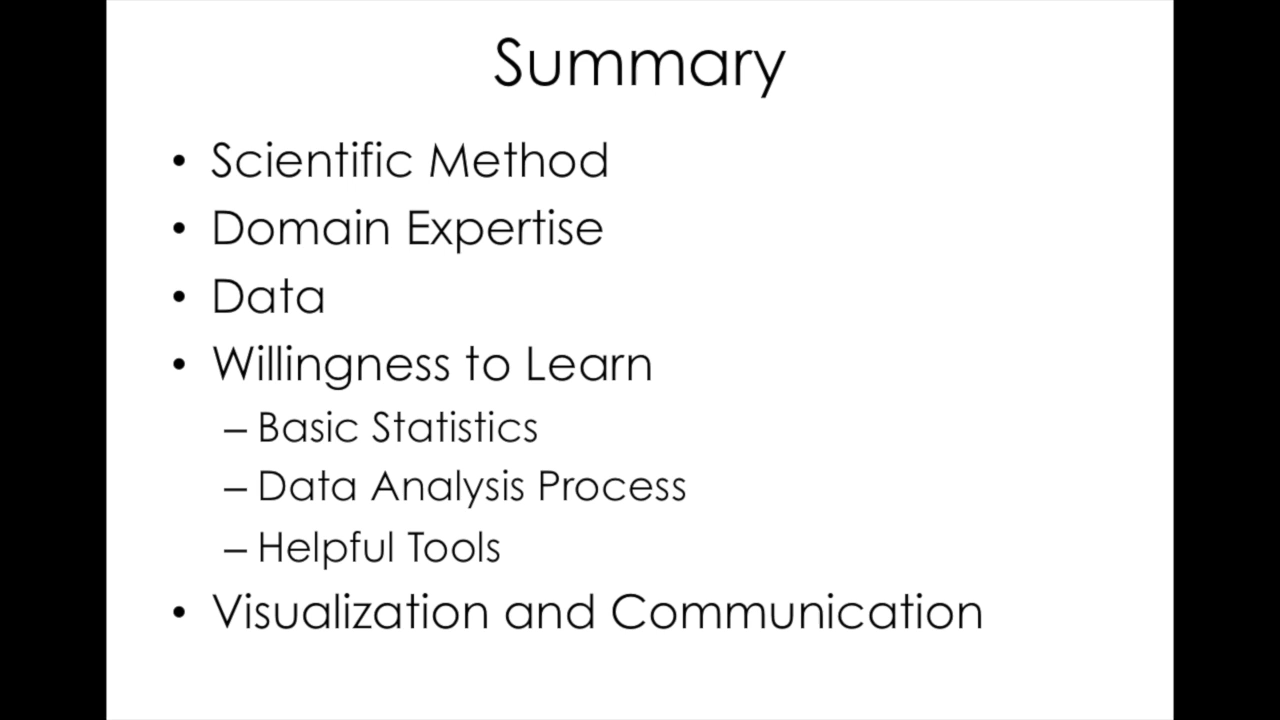 Summary
• Scientific Method
• Domain Expertise
• Data
• Willingness to Learn
– Basic Statistics
– Data Analysis Process
– Helpful Tools
• Visualization and Communication